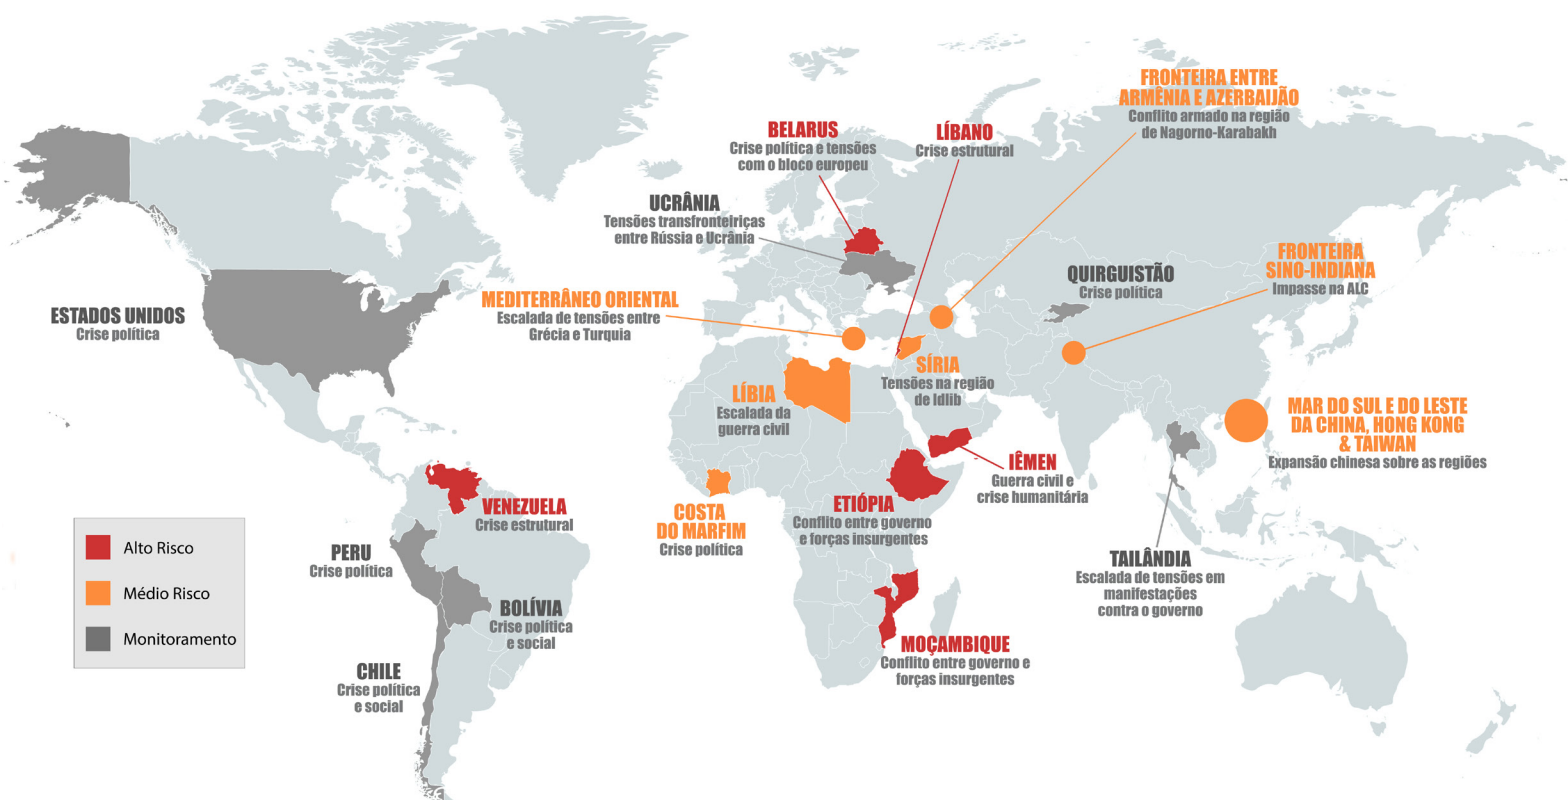 FRONTEIRA ENTRE
ARMÊNIA E AZERBAIJÃO
Conflito armado na região
de Nagorno-Karabakh
BELARUS
Crise política e tensões
com o bloco europeu
LÍBANO
Crise estrutural
UCRÂNIA
Tensões transfronteiriças
entre Rússia e Ucrânia
FRONTEIRA
SINO-INDIANA
Impasse na ALC
QUIRGUISTÃO
Crise política
MEDITERRÂNEO ORIENTAL
Escalada de tensões entre
Grécia e Turquia
ESTADOS UNIDOS
Crise política
SÍRIA
Tensões na região
de Idlib
LÍBIA
Escalada da
guerra civil
MAR DO SUL E DO LESTE
DA CHINA, HONG KONG
& TAIWAN
Expansão chinesa sobre as regiões
IÊMEN
Guerra civil e
crise humanitária
VENEZUELA
Crise estrutural
ETIÓPIA
Conflito entre governo
e forças insurgentes
COSTA
DO MARFIM
Crise política
PERU
Crise política
TAILÂNDIA
Escalada de tensões em
manifestações
contra o governo
BOLÍVIA
Crise política
e social
MOÇAMBIQUE
Conflito entre governo e
forças insurgentes
CHILE
Crise política
e social
Alto Risco
Médio Risco
Monitoramento